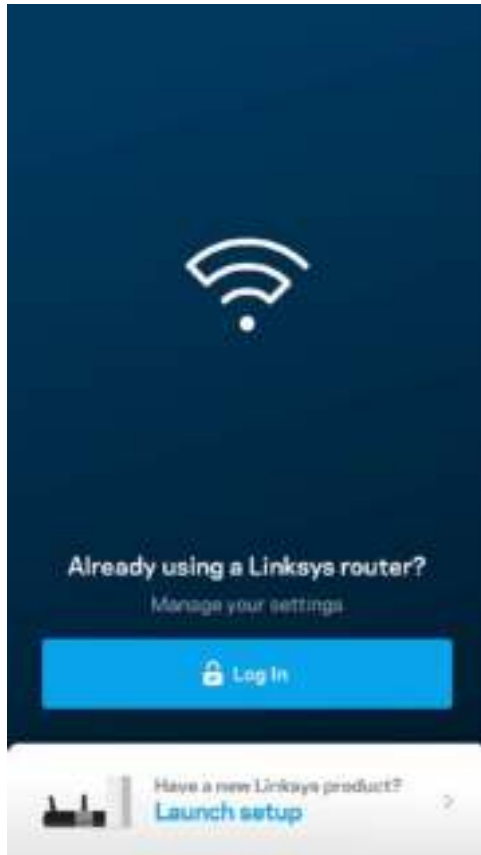 Already using a Linksys router?
Manage your settings
Log In
Have a new Linksys product?
Launch setup